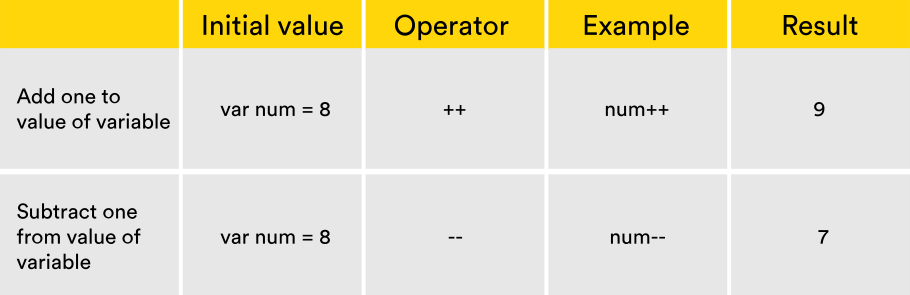 Initial value Operator Example Result
Add one to
value of variable
var num = 8 ++ num++ 9
Subtract one
from value of
variable
var num = 8 -- num-- 7